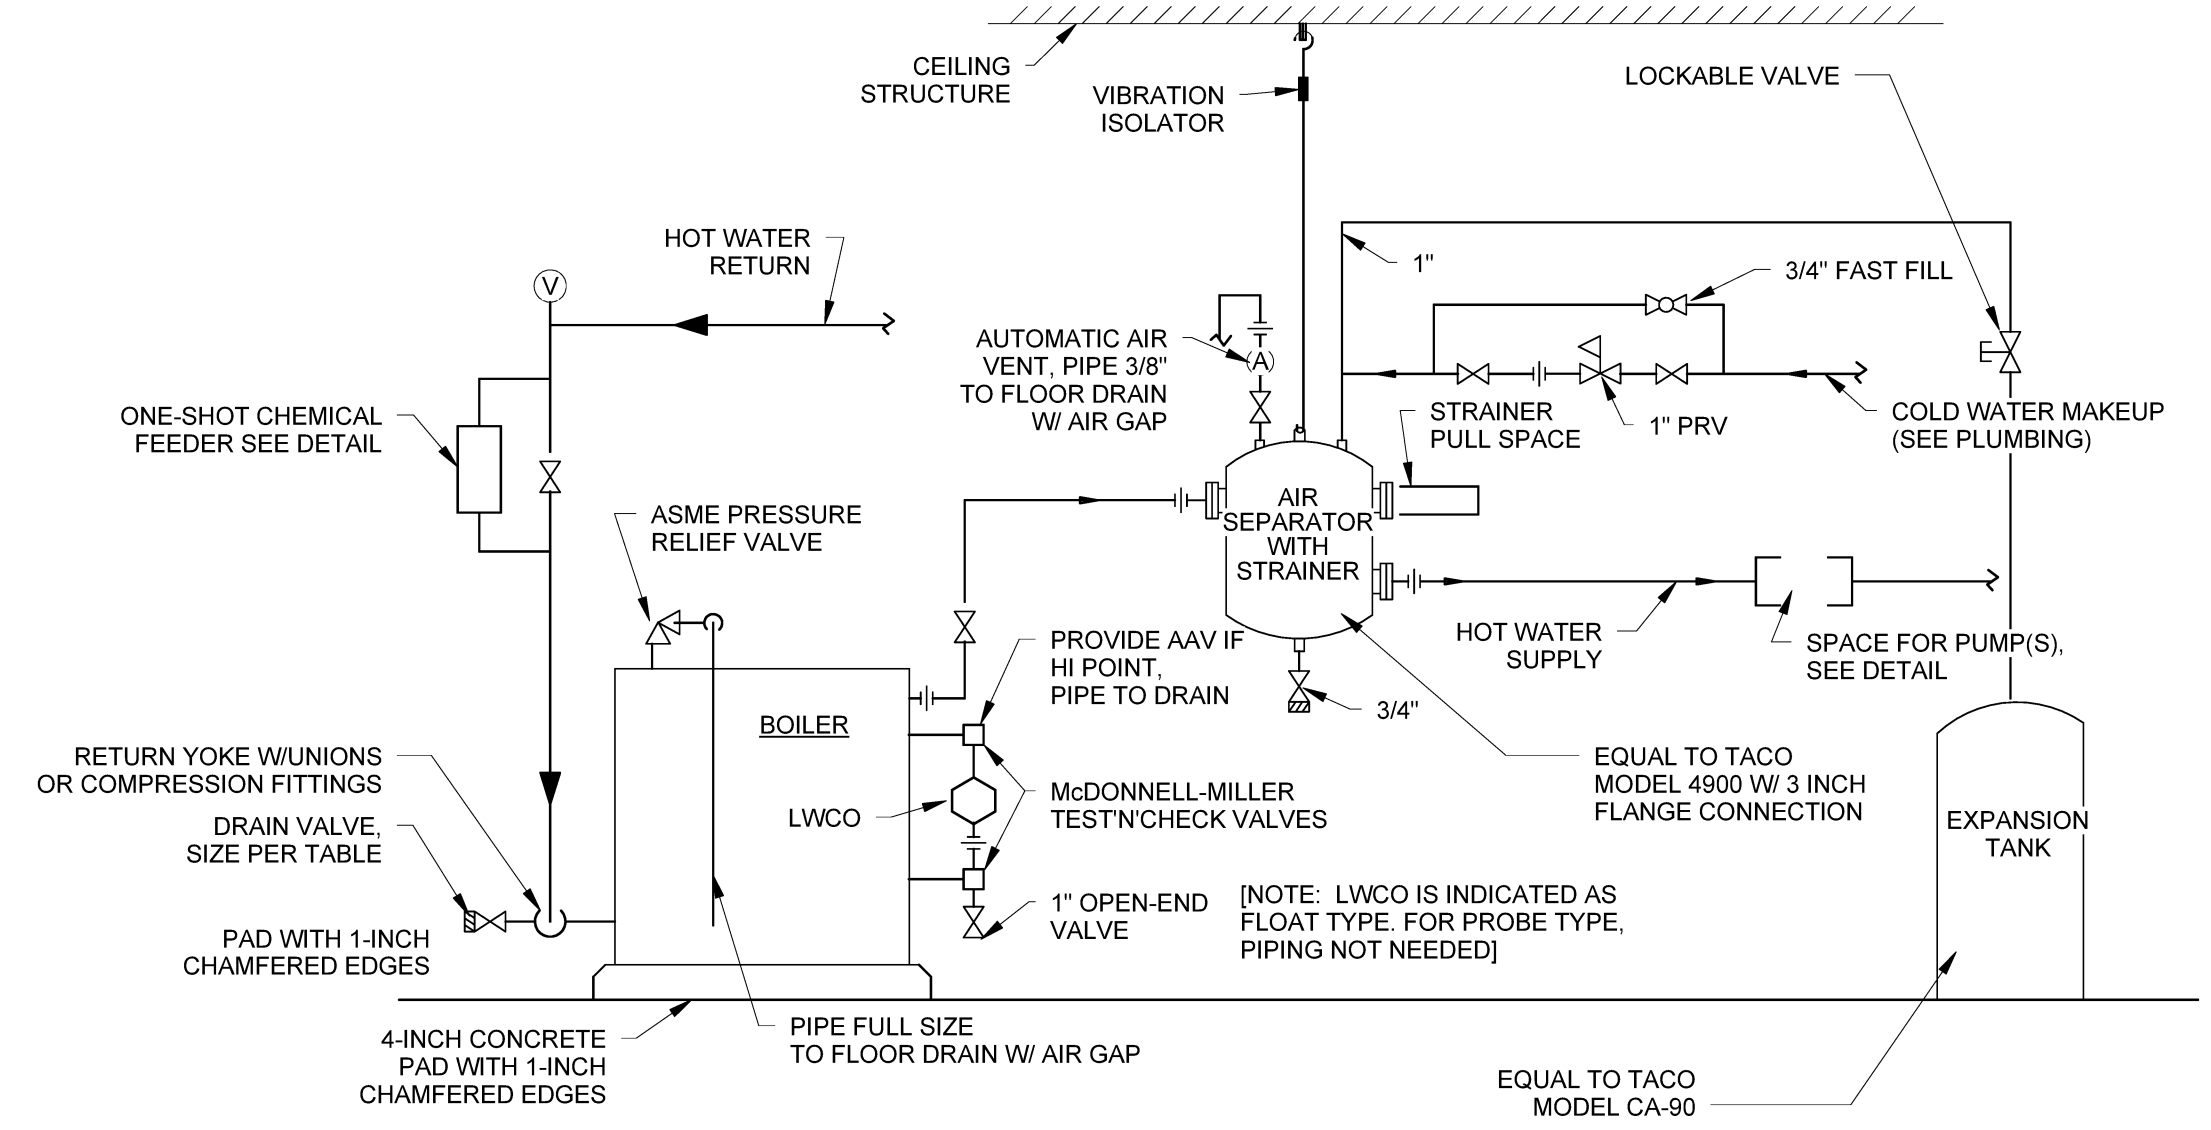 CEILING
STRUCTURE
VIBRATION
ISOLATOR
LOCKABLE VALVE
HOT WATER
RETURN
V
1"
3/4" FAST FILL
AUTOMATIC AIR
VENT, PIPE 3/8"
TO FLOOR DRAIN
W/ AIR GAP
(A)
ONE-SHOT CHEMICAL
FEEDER SEE DETAIL
STRAINER
PULL SPACE
1" PRV
COLD WATER MAKEUP
(SEE PLUMBING)
ASME PRESSURE
RELIEF VALVE
AIR
SEPARATOR
WITH
STRAINER
PROVIDE AAV IF
HI POINT,
PIPE TO DRAIN
HOT WATER
SUPPLY
SPACE FOR PUMP(S),
SEE DETAIL
3/4"
BOILER
RETURN YOKE W/UNIONS
OR COMPRESSION FITTINGS
LWCO
McDONNELL-MILLER
TEST'N'CHECK VALVES
EQUAL TO TACO
MODEL 4900 W/ 3 INCH
FLANGE CONNECTION
DRAIN VALVE,
SIZE PER TABLE
EXPANSION
TANK
1" OPEN-END
VALVE
[NOTE: LWCO IS INDICATED AS
FLOAT TYPE. FOR PROBE TYPE,
PIPING NOT NEEDED]
PAD WITH 1-INCH
CHAMFERED EDGES
4-INCH CONCRETE
PAD WITH 1-INCH
CHAMFERED EDGES
PIPE FULL SIZE
TO FLOOR DRAIN W/ AIR GAP
EQUAL TO TACO
MODEL CA-90